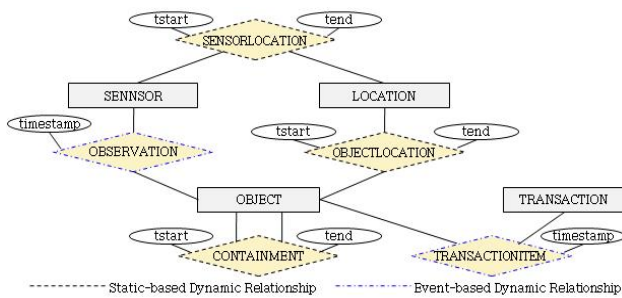 tstart
tend
SENSORLOCATION
SENNSOR
LOCATION
timestamp
tstart
tend
OBSERVATION
OBJECTLOCATION
OBJECT
TRANSACTION
tstart
tend
timestamp
CONTAINMENT
TRANSACTIONITEM
Static-based Dynamic Relationship
Event-based Dynamic Relationship